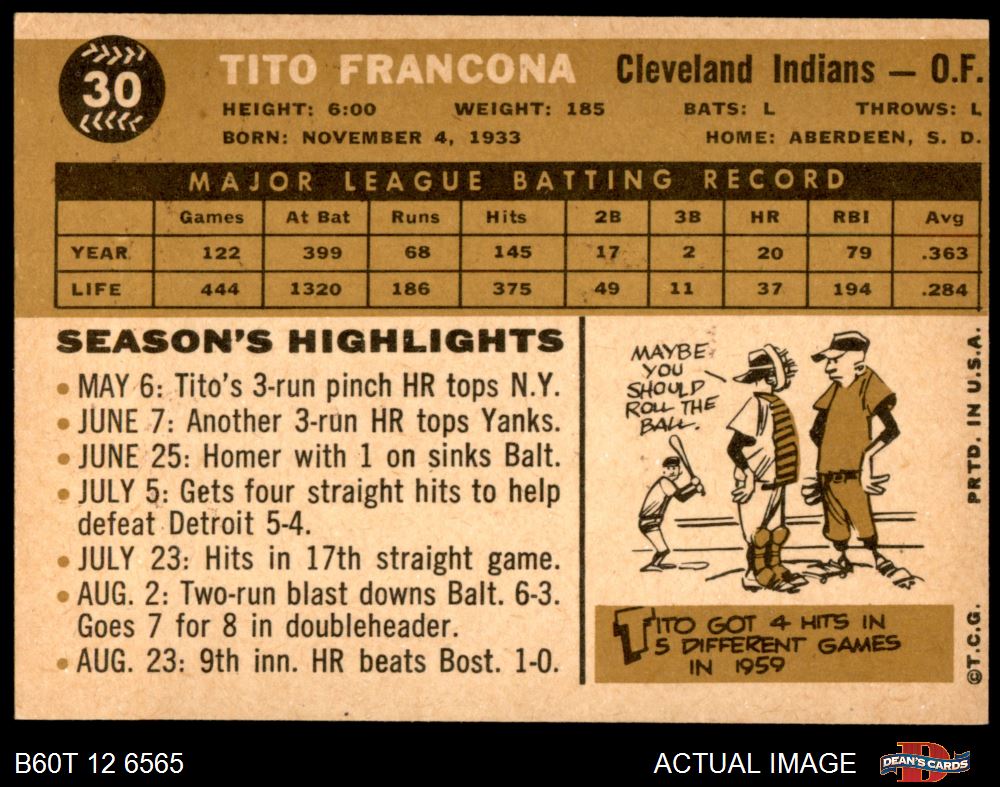 30
TITO FRANCONA Cleveland Indians — O.F.
HEIGHT: 6:00 WEIGHT: 185 BATS: L THROWS: L
BORN: NOVEMBER 4, 1933 HOME: ABERDEEN, S. D.
MAJOR LEAGUE BATTING RECORD
Games At Bat Runs Hits 2B 3B HR RBI Avg
YEAR 122 399 68 145 17 2 20 79 .363
LIFE 444 1320 186 375 49 11 37 194 .284
SEASON'S HIGHLIGHTS
• MAY 6: Tito's 3-run pinch HR tops N.Y.
• JUNE 7: Another 3-run HR tops Yanks.
• JUNE 25: Homer with 1 on sinks Balt.
• JULY 5: Gets four straight hits to help
defeat Detroit 5-4.
• JULY 23: Hits in 17th straight game.
• AUG. 2: Two-run blast downs Balt. 6-3.
Goes 7 for 8 in doubleheader.
• AUG. 23: 9th inn. HR beats Bost. 1-0.
MAYBE
YOU
SHOULD
ROLL THE
BALL.
TITO GOT 4 HITS IN
5 DIFFERENT GAMES
IN 1959
PRTD. IN U.S.A.
©T.C.G.
B60T 12 6565
ACTUAL IMAGE
D
DEAN'S CARDS